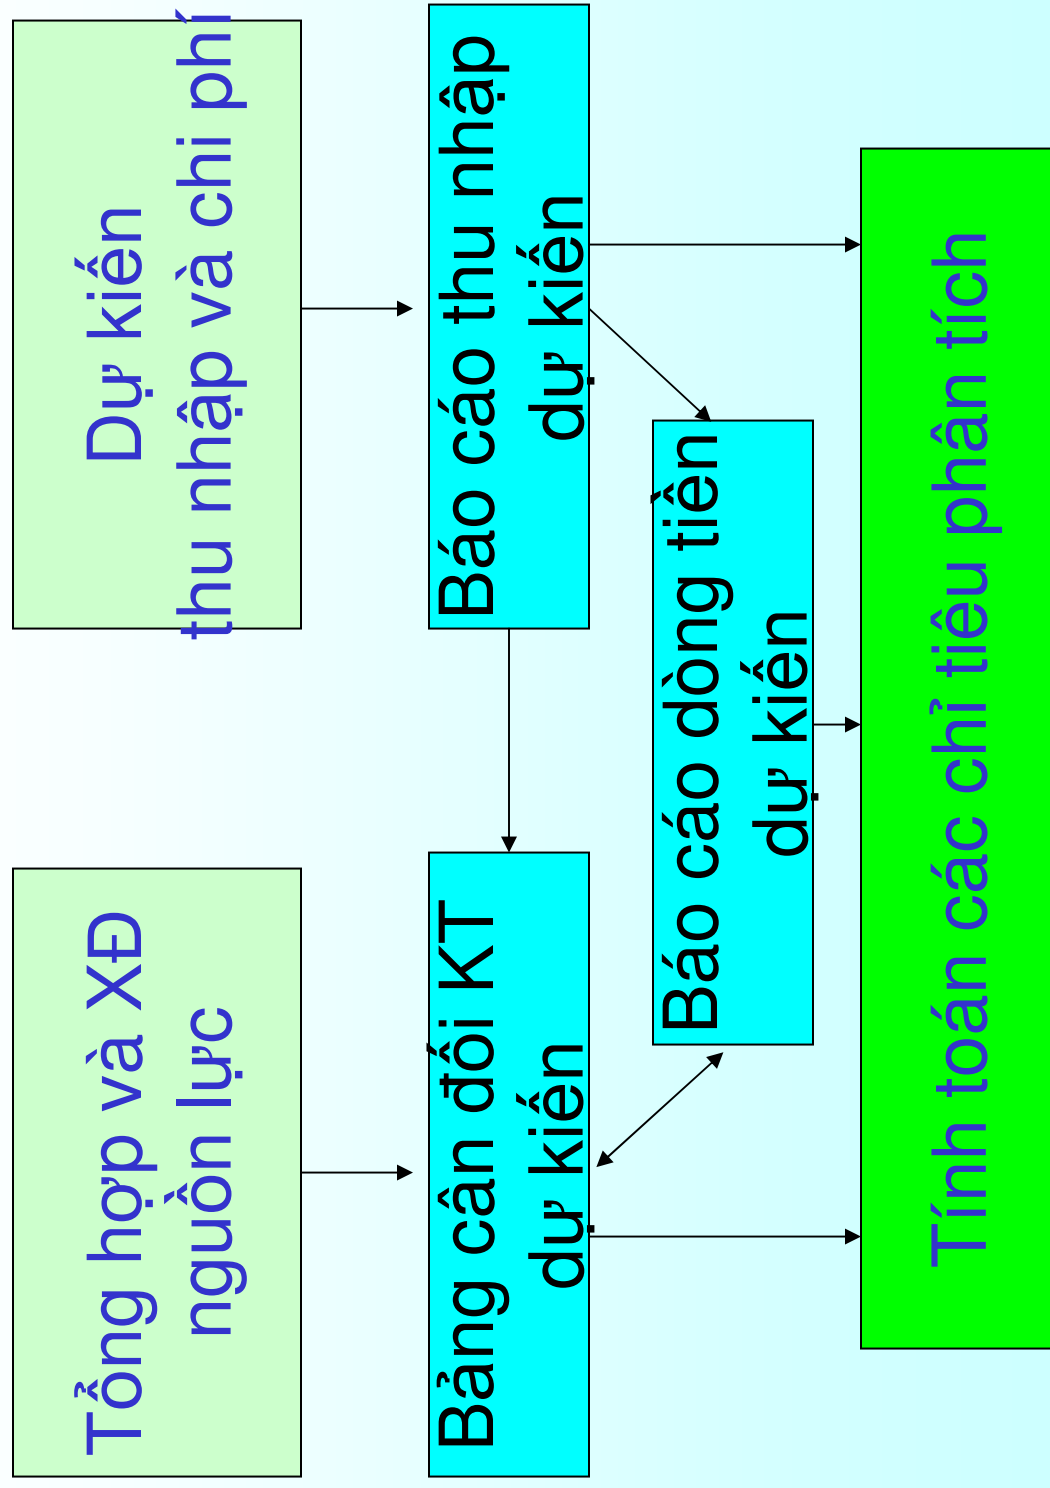 Tổng hợp và XĐ
nguồn lực
Dự kiến
thu nhập và chi phí
Bảng cân đối KT
dự kiến
Báo cáo thu nhập
dự kiến
Báo cáo dòng tiền
dự kiến
Tính toán các chỉ tiêu phân tích